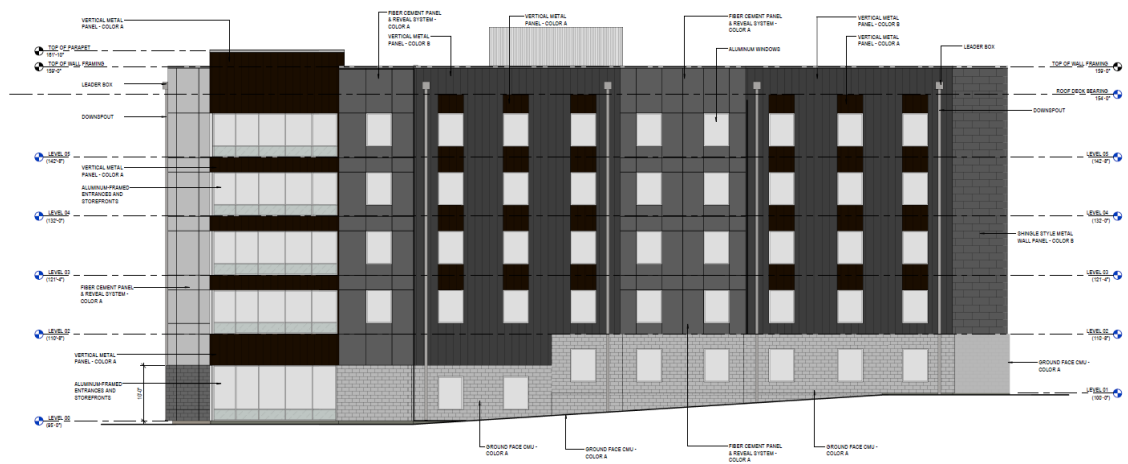 VERTICAL METAL
PANEL - COLOR A
FIBER CEMENT PANEL
& REVEAL SYSTEM -
COLOR A
VERTICAL METAL
PANEL - COLOR B
VERTICAL METAL
PANEL - COLOR A
FIBER CEMENT PANEL
& REVEAL SYSTEM -
COLOR A
ALUMINUM WINDOWS
VERTICAL METAL
PANEL - COLOR B
VERTICAL METAL
PANEL - COLOR A
LEADER BOX
TOP OF PARAPET
161'-10"
TOP OF WALL FRAMING
159'-0"
LEADER BOX
DOWNSPOUT
LEVEL 05
(142'-8")
VERTICAL METAL
PANEL - COLOR A
ALUMINUM-FRAMED
ENTRANCES AND
STOREFRONTS
LEVEL 04
(132'-0")
LEVEL 03
(121'-4")
FIBER CEMENT PANEL
& REVEAL SYSTEM -
COLOR A
LEVEL 02
(110'-8")
VERTICAL METAL
PANEL - COLOR A
ALUMINUM-FRAMED
ENTRANCES AND
STOREFRONTS
10'-0"
LEVEL 00
(95'-0")
TOP OF WALL FRAMING
159'-0"
ROOF DECK BEARING
154'-0"
DOWNSPOUT
LEVEL 05
(142'-8")
LEVEL 04
(132'-0")
SHINGLE STYLE METAL
WALL PANEL - COLOR B
LEVEL 03
(121'-4")
LEVEL 02
(110'-8")
GROUND FACE CMU -
COLOR A
LEVEL 01
(100'-0")
GROUND FACE CMU -
COLOR A
GROUND FACE CMU -
COLOR A
FIBER CEMENT PANEL
& REVEAL SYSTEM -
COLOR A
GROUND FACE CMU -
COLOR A